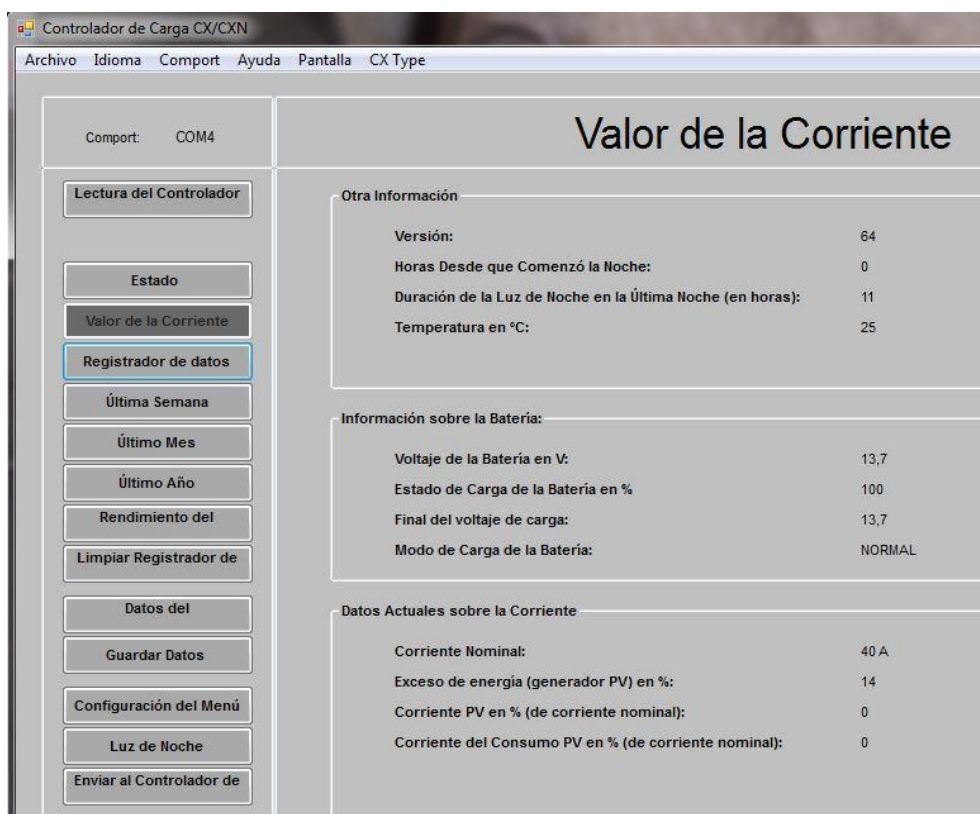 Controlador de Carga CX/CXN
Archivo Idioma Comport Ayuda Pantalla CX Type
Comport: COM4
Valor de la Corriente
Lectura del Controlador
Estado
Valor de la Corriente
Registrador de datos
Última Semana
Último Mes
Último Año
Rendimiento del
Limpiar Registrador de
Datos del
Guardar Datos
Configuración del Menú
Luz de Noche
Enviar al Controlador de
Otra Información
Versión: 64
Horas Desde que Comenzó la Noche: 0
Duración de la Luz de Noche en la Última Noche (en horas): 11
Temperatura en ºC: 25
Información sobre la Batería:
Voltaje de la Batería en V: 13,7
Estado de Carga de la Batería en % 100
Final del voltaje de carga: 13,7
Modo de Carga de la Batería: NORMAL
Datos Actuales sobre la Corriente
Corriente Nominal: 40 A
Exceso de energía (generador PV) en %: 14
Corriente PV en % (de corriente nominal): 0
Corriente del Consumo PV en % (de corriente nominal): 0